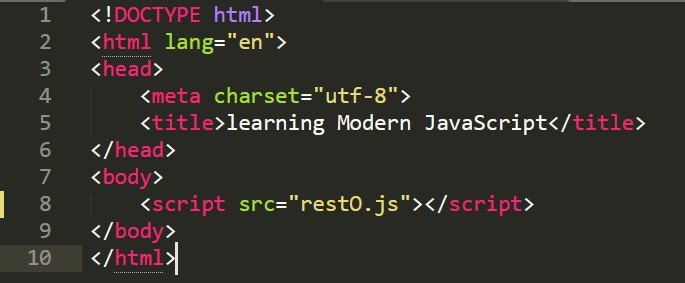 1 <!DOCTYPE html>
2 <html lang="en">
3 <head>
4 <meta charset="utf-8">
5 <title>learning Modern JavaScript</title>
6 </head>
7 <body>
8 <script src="restO.js"></script>
9 </body>
10 </html>